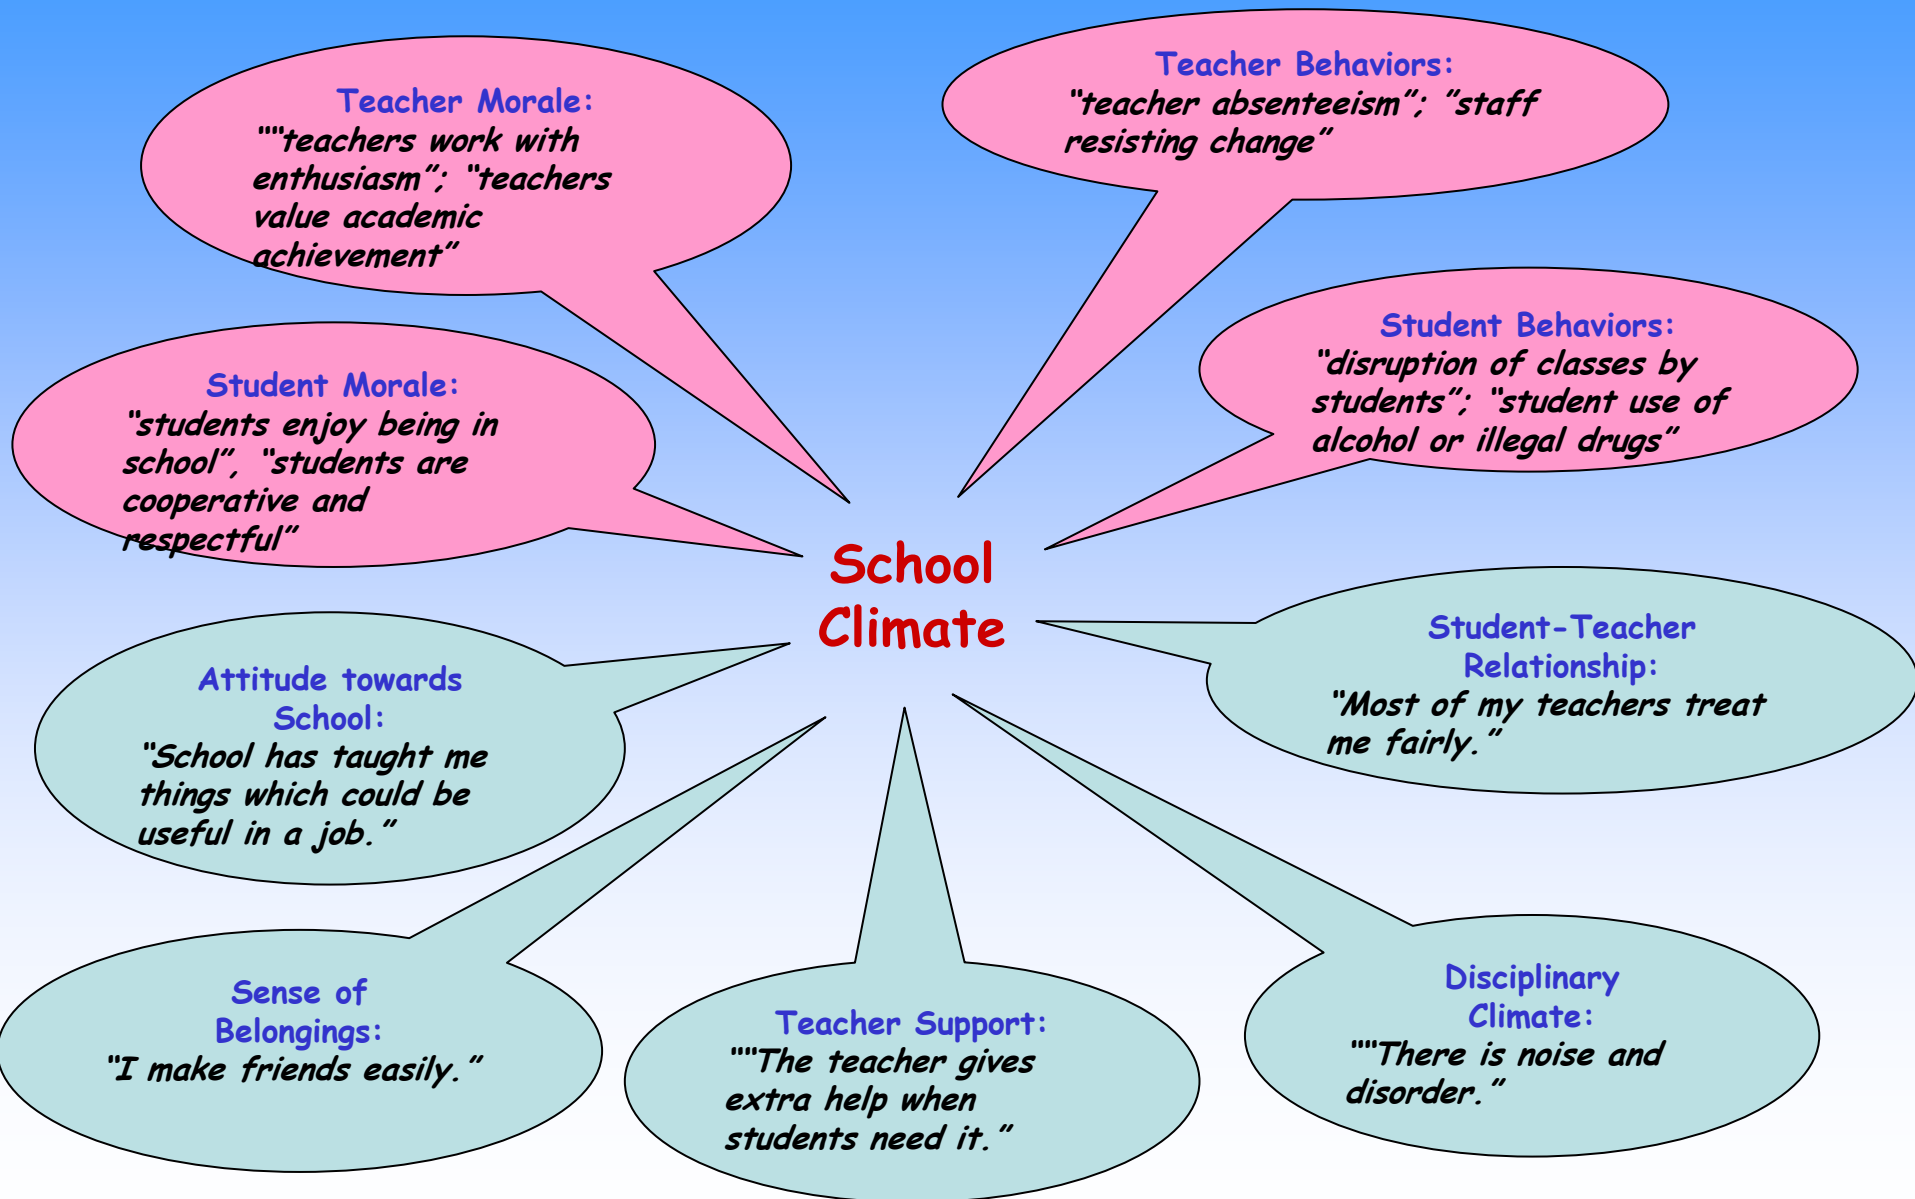 Teacher Morale:
""teachers work with
enthusiasm"; "teachers
value academic
achievement"
Teacher Behaviors:
"teacher absenteeism"; "staff
resisting change"
Student Morale:
"students enjoy being in
school", "students are
cooperative and
respectful"
Student Behaviors:
"disruption of classes by
students"; "student use of
alcohol or illegal drugs"
School
Climate
Attitude towards
School:
"School has taught me
things which could be
useful in a job."
Student-Teacher
Relationship:
"Most of my teachers treat
me fairly."
Sense of
Belongings:
"I make friends easily."
Teacher Support:
""The teacher gives
extra help when
students need it."
Disciplinary
Climate:
""There is noise and
disorder."